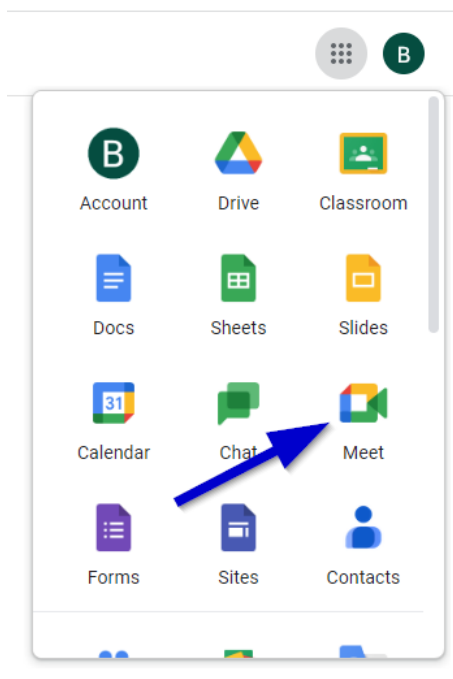 B
B
Account Drive Classroom
Docs Sheets Slides
31
Calendar Chat Meet
Forms Sites Contacts